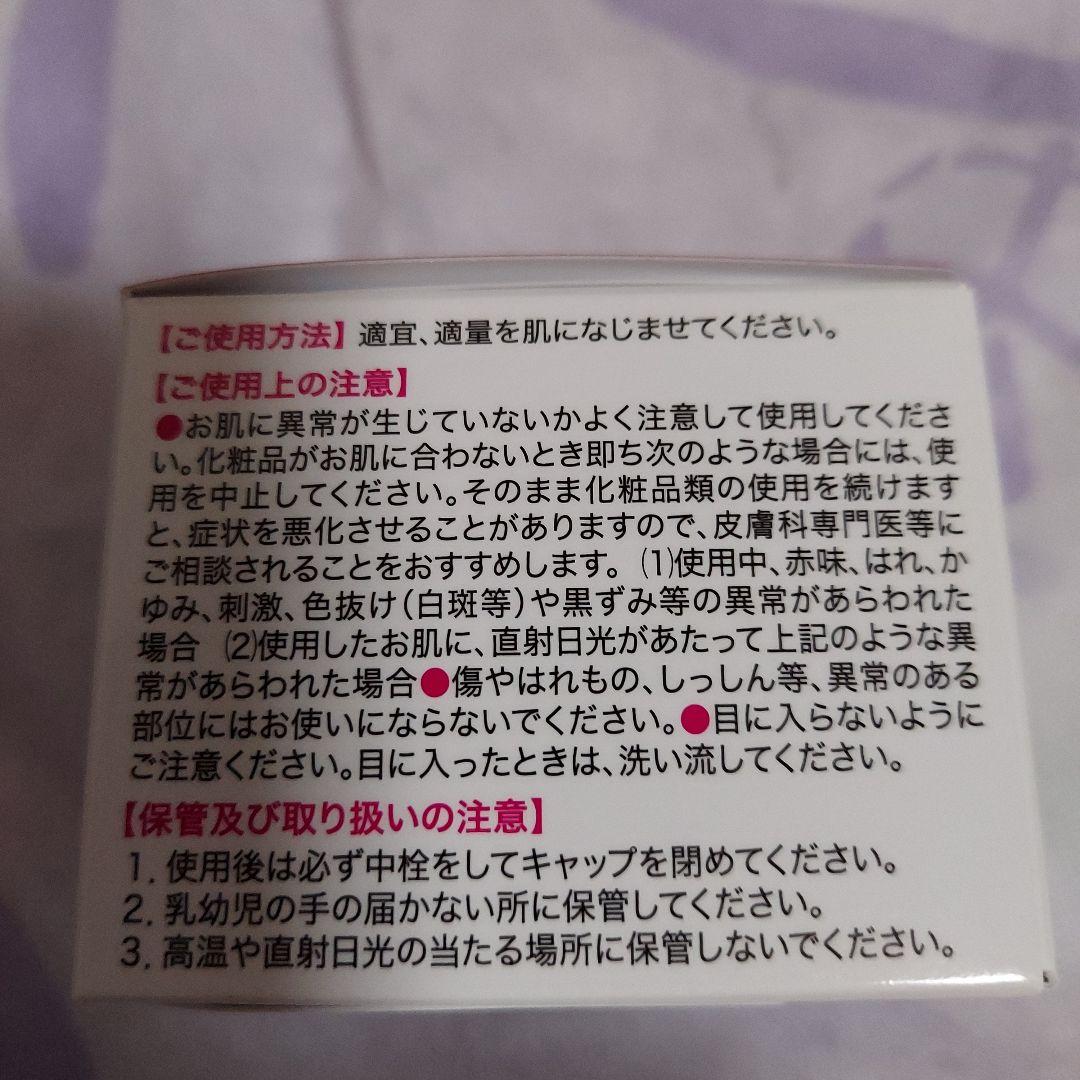 【ご使用方法】適宜、適量を肌になじませてください。
【ご使用上の注意】
●お肌に異常が生じていないかよく注意して使用してくださ
い。化粧品がお肌に合わないとき即ち次のような場合には、使
用を中止してください。そのまま化粧品類の使用を続けます
と、症状を悪化させることがありますので、皮膚科専門医等に
ご相談されることをおすすめします。(1)使用中、赤味、はれ、か
ゆみ、刺激、色抜け(白斑等)や黒ずみ等の異常があらわれた
場合 (2)使用したお肌に、直射日光があたって上記のような異
常があらわれた場合●傷やはれもの、しっしん等、異常のある
部位にはお使いにならないでください。●目に入らないように
ご注意ください。目に入ったときは、洗い流してください。
【保管及び取り扱いの注意】
1. 使用後は必ず中栓をしてキャップを閉めてください。
2. 乳幼児の手の届かない所に保管してください。
3. 高温や直射日光の当たる場所に保管しないでください。